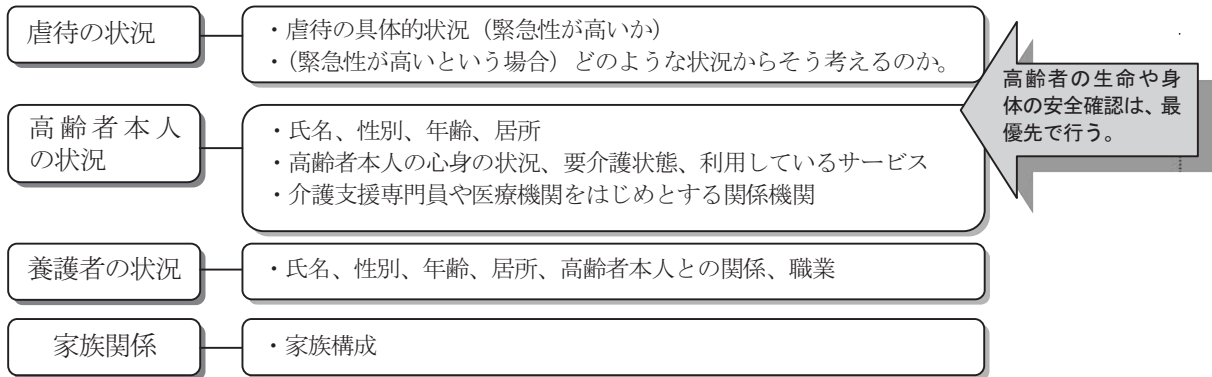 虐待の状況
・虐待の具体的状況（緊急性が高いか）
・（緊急性が高いという場合）どのような状況からそう考えるのか。
高齢者の生命や身
体の安全確認は、最
優先で行う。
高齢者本人
の状況
・氏名、性別、年齢、居所
・高齢者本人の心身の状況、要介護状態、利用しているサービス
・介護支援専門員や医療機関をはじめとする関係機関
養護者の状況
・氏名、性別、年齢、居所、高齢者本人との関係、職業
家族関係
・家族構成